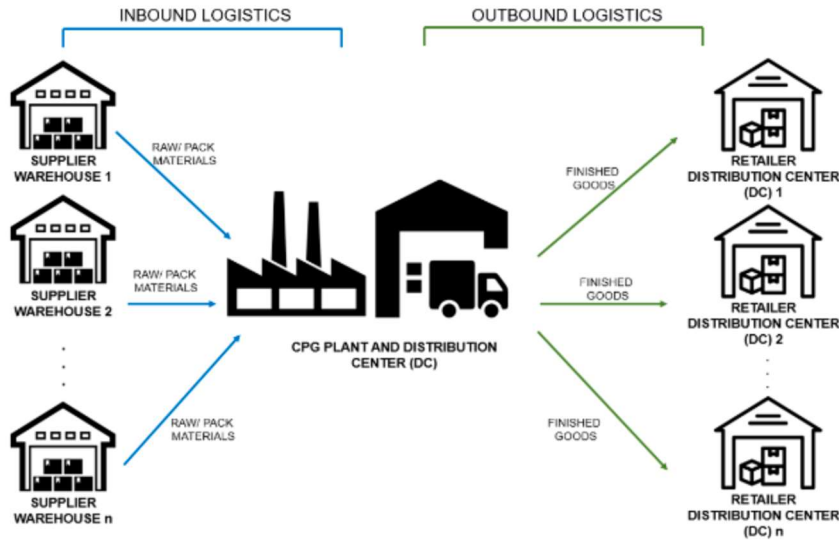 INBOUND LOGISTICS
OUTBOUND LOGISTICS
SUPPLIER
WAREHOUSE 1
RAW/ PACK
MATERIALS
SUPPLIER
WAREHOUSE 2
RAW/ PACK
MATERIALS
SUPPLIER
WAREHOUSE n
RAW/ PACK
MATERIALS
CPG PLANT AND DISTRIBUTION
CENTER (DC)
FINISHED
GOODS
RETAILER
DISTRIBUTION CENTER
(DC) 1
FINISHED
GOODS
RETAILER
DISTRIBUTION CENTER
(DC) 2
FINISHED
GOODS
RETAILER
DISTRIBUTION CENTER
(DC) n